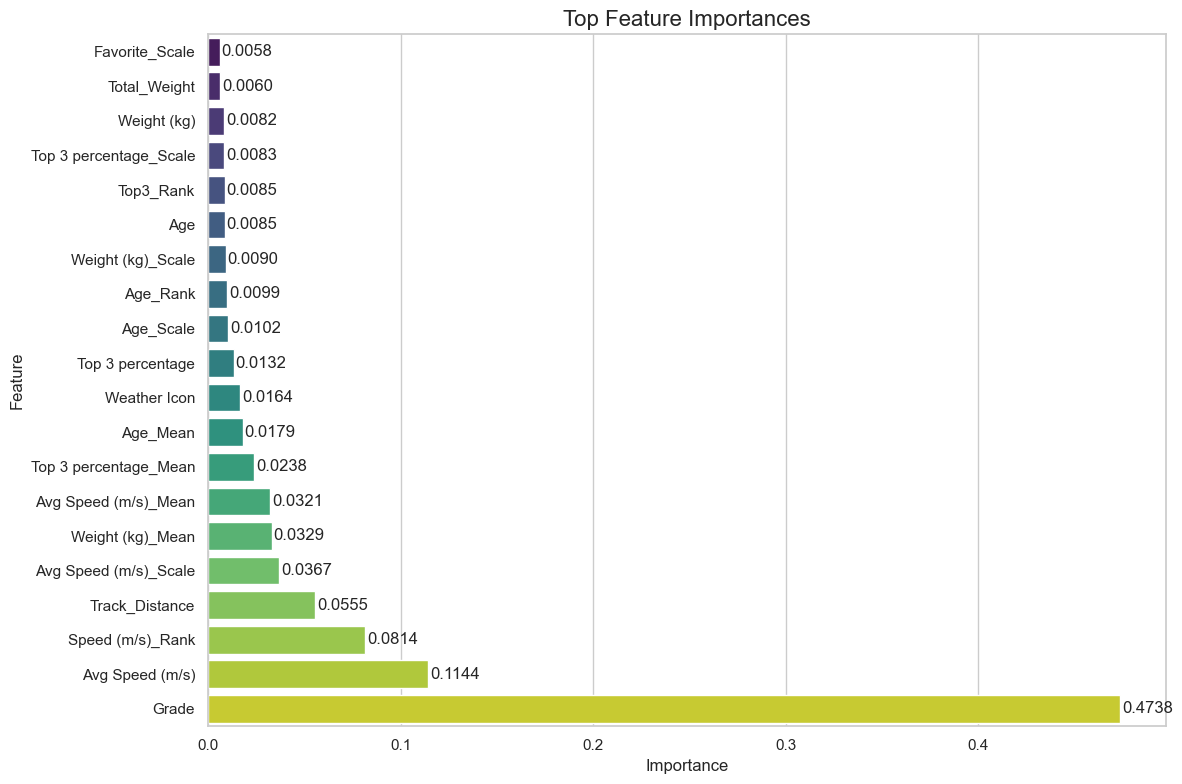 Top Feature Importances
Favorite_Scale 0.0058
Total_Weight 0.0060
Weight (kg) 0.0082
Top 3 percentage_Scale 0.0083
Top3_Rank 0.0085
Age 0.0085
Weight (kg)_Scale 0.0090
Age_Rank 0.0099
Age_Scale 0.0102
Top 3 percentage 0.0132
Weather Icon 0.0164
Age_Mean 0.0179
Top 3 percentage_Mean 0.0238
Avg Speed (m/s)_Mean 0.0321
Weight (kg)_Mean 0.0329
Avg Speed (m/s)_Scale 0.0367
Track_Distance 0.0555
Speed (m/s)_Rank 0.0814
Avg Speed (m/s) 0.1144
Grade 0.4738
Feature
0.0 0.1 0.2 0.3 0.4
Importance